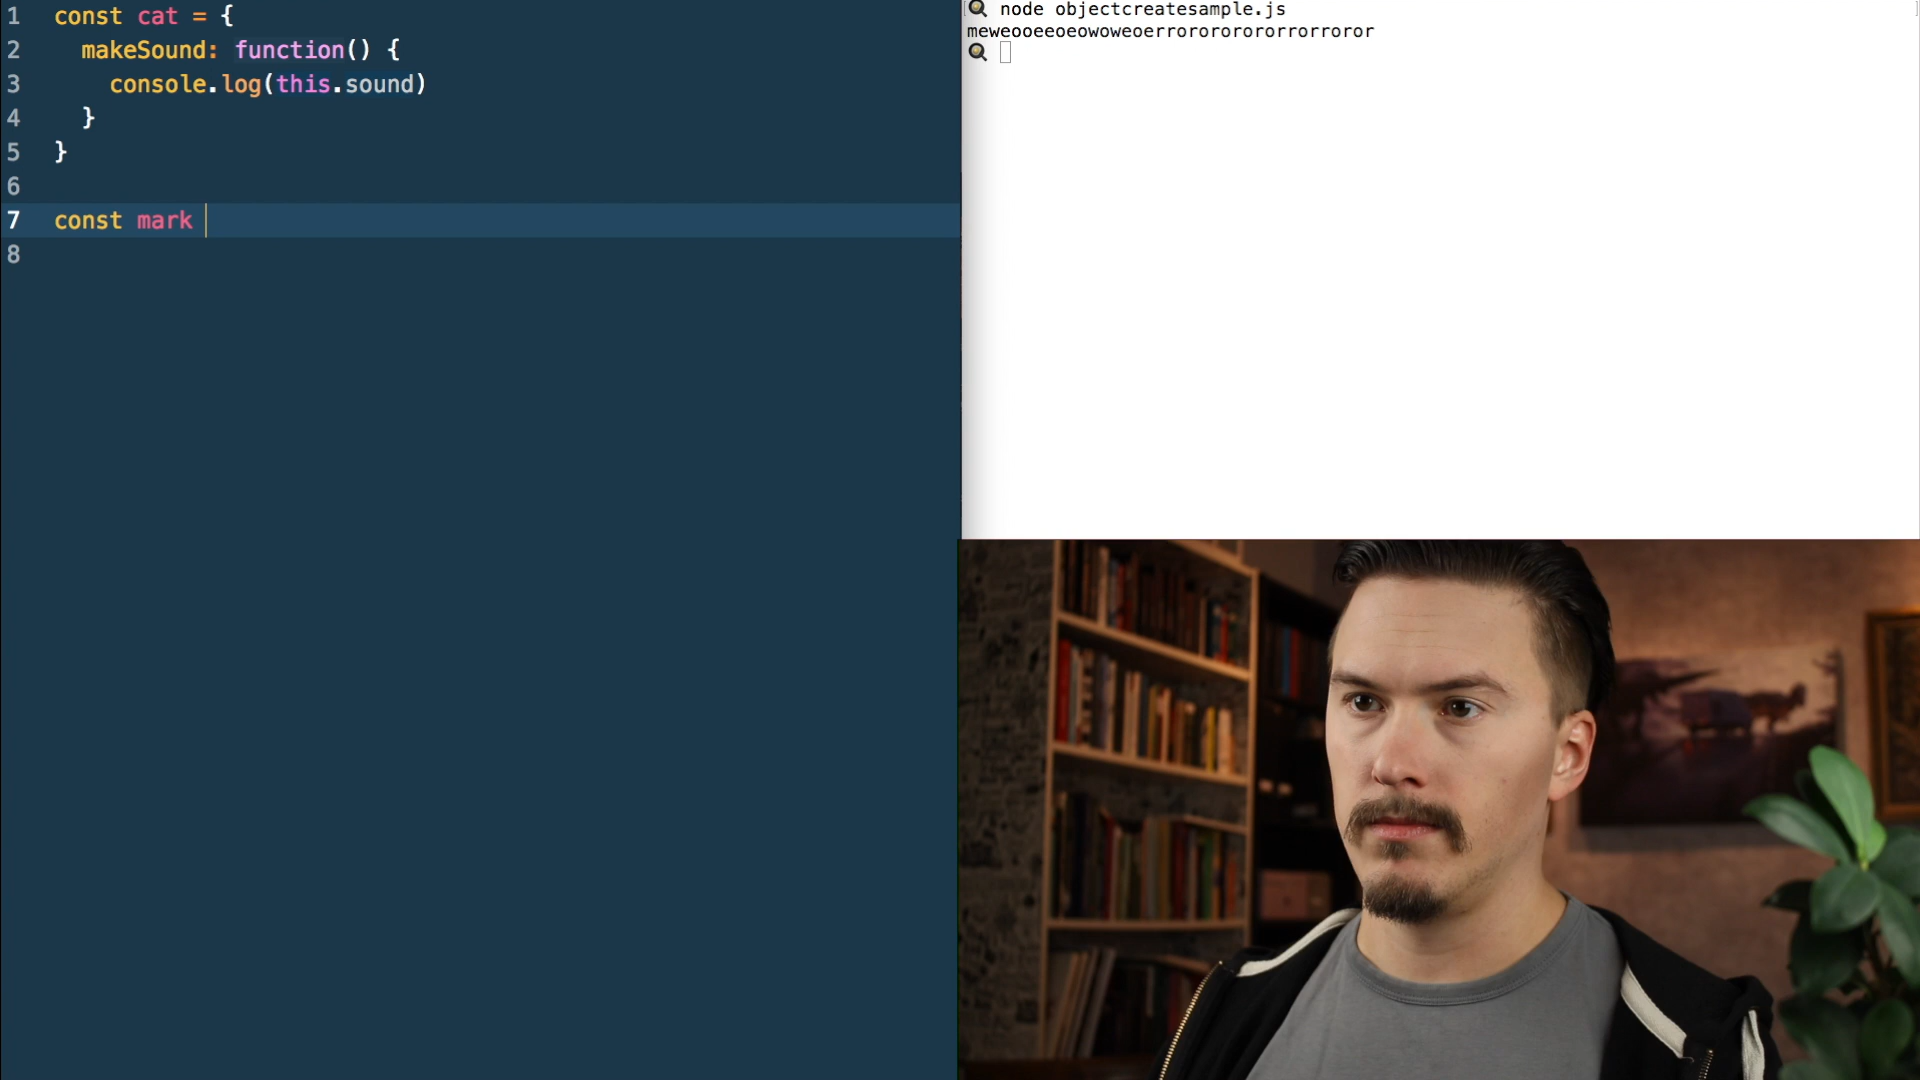 1 const cat = {
2 makeSound: function() {
3 console.log(this.sound)
4 }
5 }
6
7 const mark
8
node objectcreatesample.js
meweooeeoeowoweoerrorororororrorroror